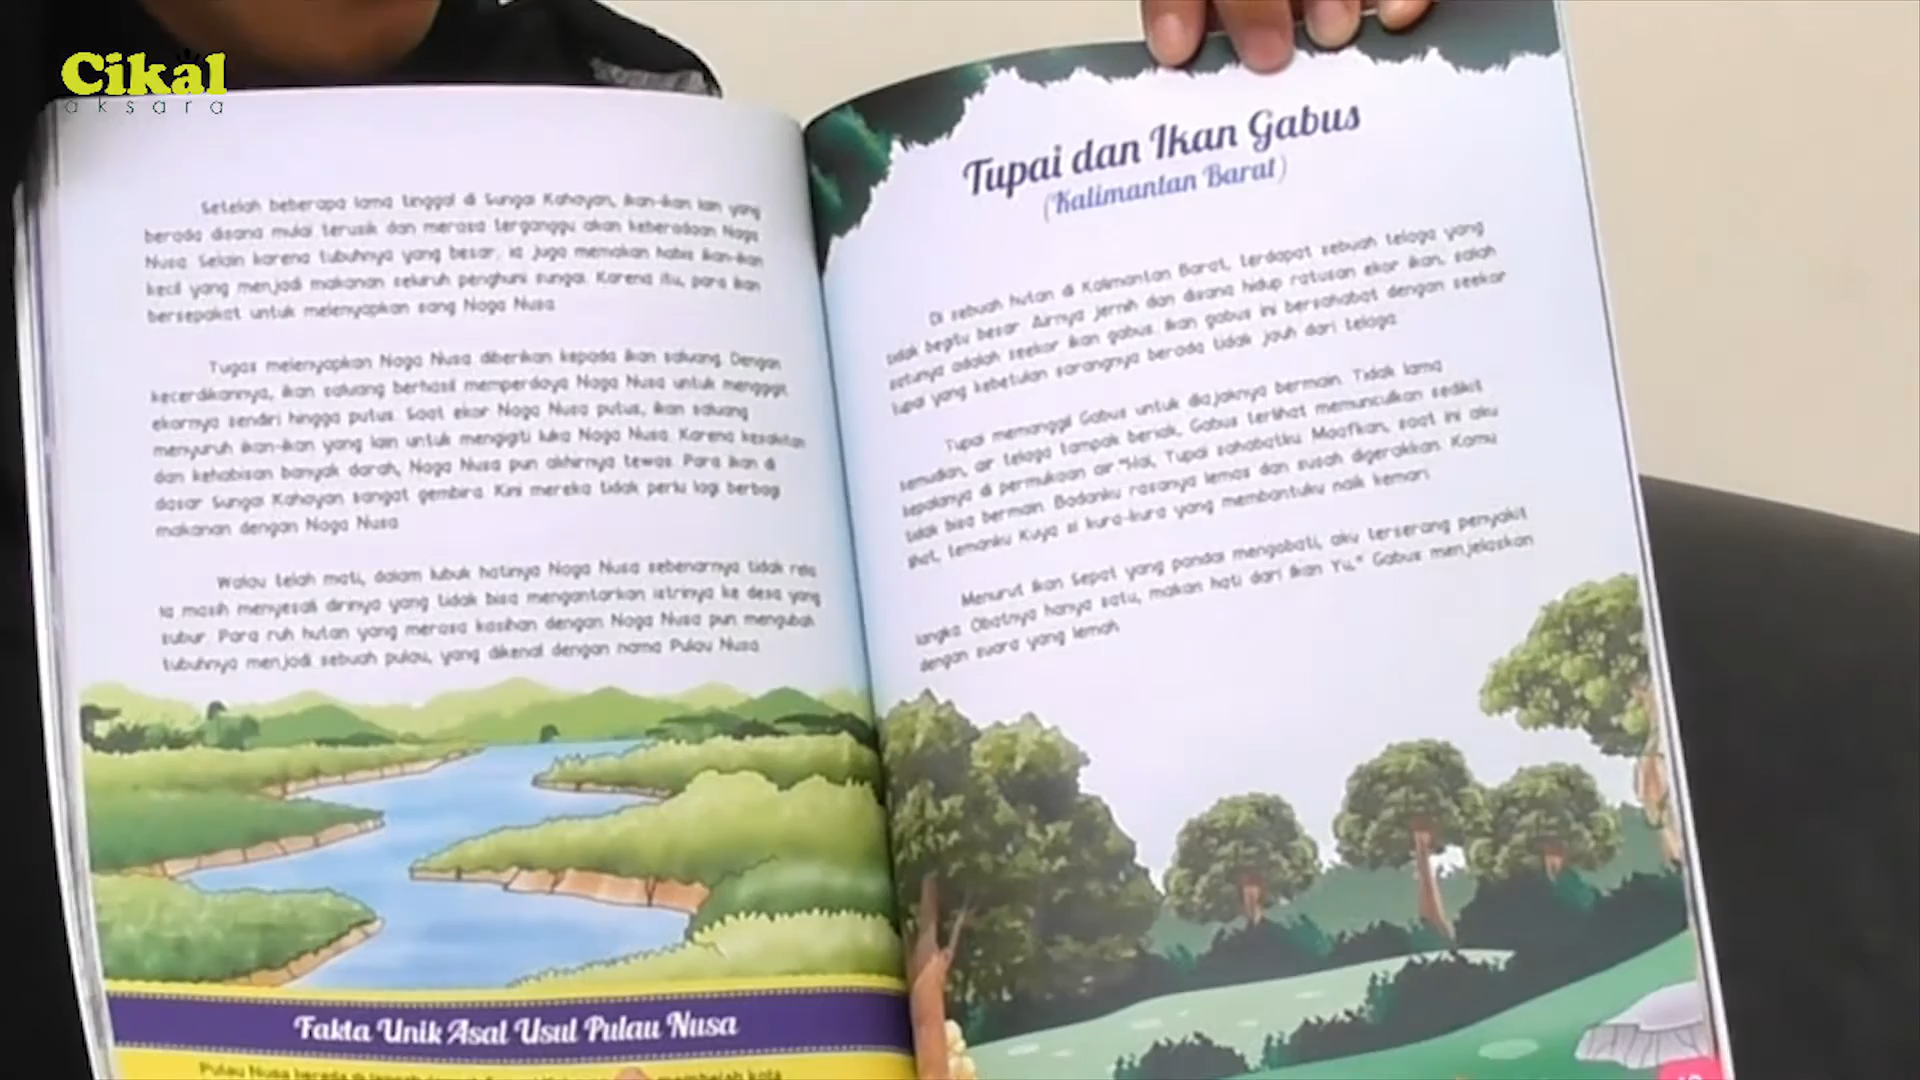 Cikal
aksara
Setelah beberapa lama tinggal di Sungai Kahayan, ikan-ikan lain yang
berada disana mulai terusik dan merasa terganggu akan keberadaan Naga
Nusa. Selain karena tubuhnya yang besar, ia juga memakan habis ikan-ikan
kecil yang menjadi makanan seluruh penghuni sungai. Karena itu, para ikan
bersepakat untuk melenyapkan sang Naga Nusa.
Tugas melenyapkan Naga Nusa diberikan kepada ikan saluang. Dengan
kecerdikannya, ikan saluang berhasil memperdaya Naga Nusa untuk menggigit
ekornya sendiri hingga putus. Saat ekor Naga Nusa putus, ikan saluang
menyuruh ikan-ikan yang lain untuk mengigiti luka Naga Nusa. Karena kesakitan
dan kehabisan banyak darah, Naga Nusa pun akhirnya tewas. Para ikan di
dasar Sungai Kahayan sangat gembira. Kini mereka tidak perlu lagi berbagi
makanan dengan Naga Nusa.
Walau telah mati, dalam lubuk hatinya Naga Nusa sebenarnya tidak rela.
Ia masih menyesali dirinya yang tidak bisa mengantarkan istrinya ke desa yang
subur. Para ruh hutan yang merasa kasihan dengan Naga Nusa pun mengubah
tubuhnya menjadi sebuah pulau, yang dikenal dengan nama Pulau Nusa.
Fakta Unik Asal Usul Pulau Nusa
Pulau Nusa berada di membelah kota
Tupai dan Ikan Gabus
(Kalimantan Barat)
Di sebuah hutan di Kalimantan Barat, terdapat sebuah telaga yang
tidak begitu besar. Airnya jernih dan disana hidup ratusan ekor ikan, salah
satunya adalah seekor ikan gabus. Ikan gabus ini bersahabat dengan seekor
tupai yang kebetulan sarangnya berada tidak jauh dari telaga.
Tupai memanggil Gabus untuk diajaknya bermain. Tidak lama
kemudian, air telaga tampak beriak, Gabus terlihat memunculkan sedikit
kepalanya di permukaan air. "Hai, Tupai sahabatku. Maafkan, saat ini aku
tidak bisa bermain. Badanku rasanya lemas dan susah digerakkan. Kamu
lihat, temanku Kuya si kura-kura yang membantuku naik kemari.
Menurut Ikan Sepat yang pandai mengobati, aku terserang penyakit
langka. Obatnya hanya satu, makan hati dari Ikan Yu," Gabus menjelaskan
dengan suara yang lemah.